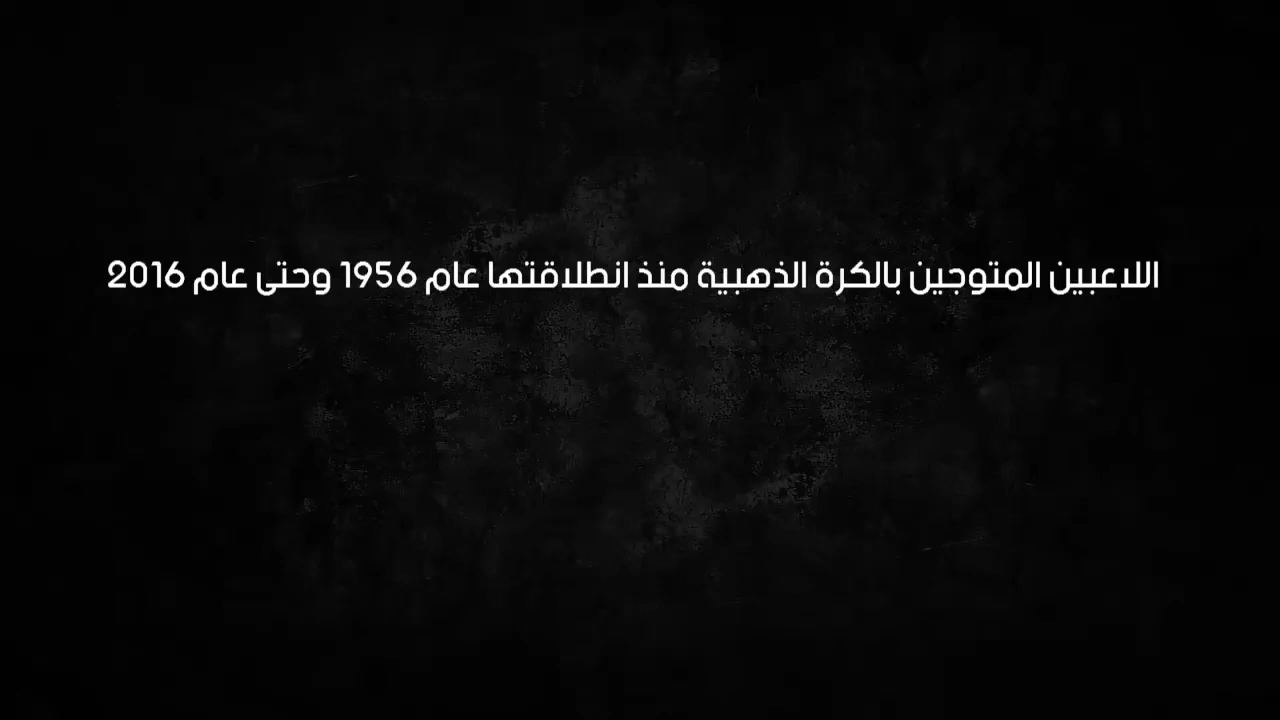 اللاعبين المتوجين بالكرة الذهبية منذ انطلاقتها عام 1956 وحتى عام 2016